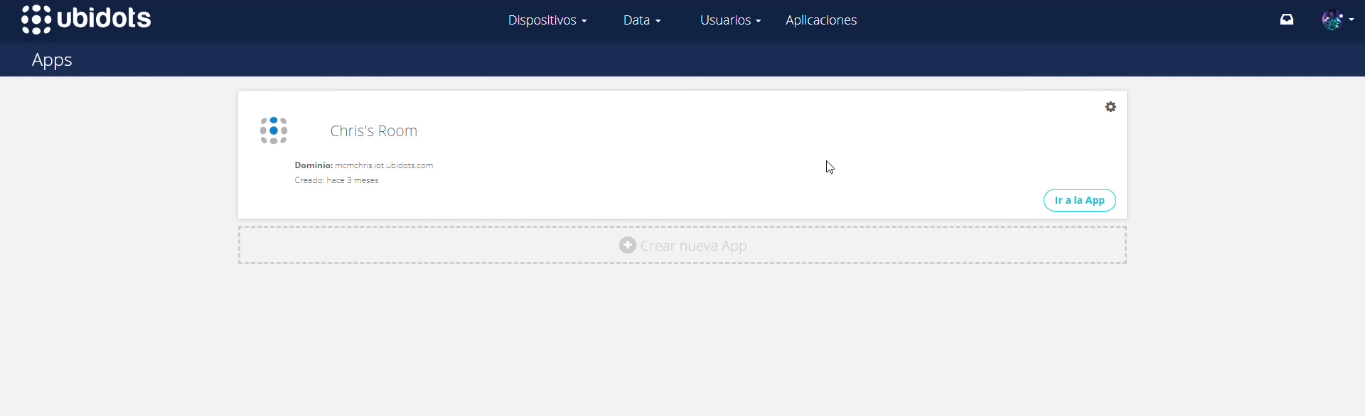 ubidots
Dispositivos
Data
Usuarios
Aplicaciones
Apps
Chris's Room
Dominio: mcmchris.iot.ubidots.com
Creado: hace 3 meses
Ir a la App
Crear nueva App